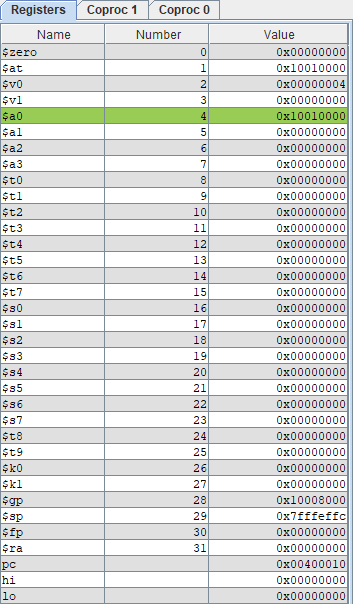 Registers Coproc 1 Coproc 0
Name Number Value
$zero 0 0x00000000
$at 1 0x10010000
$v0 2 0x00000004
$v1 3 0x00000000
$a0 4 0x10010000
$a1 5 0x00000000
$a2 6 0x00000000
$a3 7 0x00000000
$t0 8 0x00000000
$t1 9 0x00000000
$t2 10 0x00000000
$t3 11 0x00000000
$t4 12 0x00000000
$t5 13 0x00000000
$t6 14 0x00000000
$t7 15 0x00000000
$s0 16 0x00000000
$s1 17 0x00000000
$s2 18 0x00000000
$s3 19 0x00000000
$s4 20 0x00000000
$s5 21 0x00000000
$s6 22 0x00000000
$s7 23 0x00000000
$t8 24 0x00000000
$t9 25 0x00000000
$k0 26 0x00000000
$k1 27 0x00000000
$gp 28 0x10008000
$sp 29 0x7fffeffc
$fp 30 0x00000000
$ra 31 0x00000000
pc 0x00400010
hi 0x00000000
lo 0x00000000